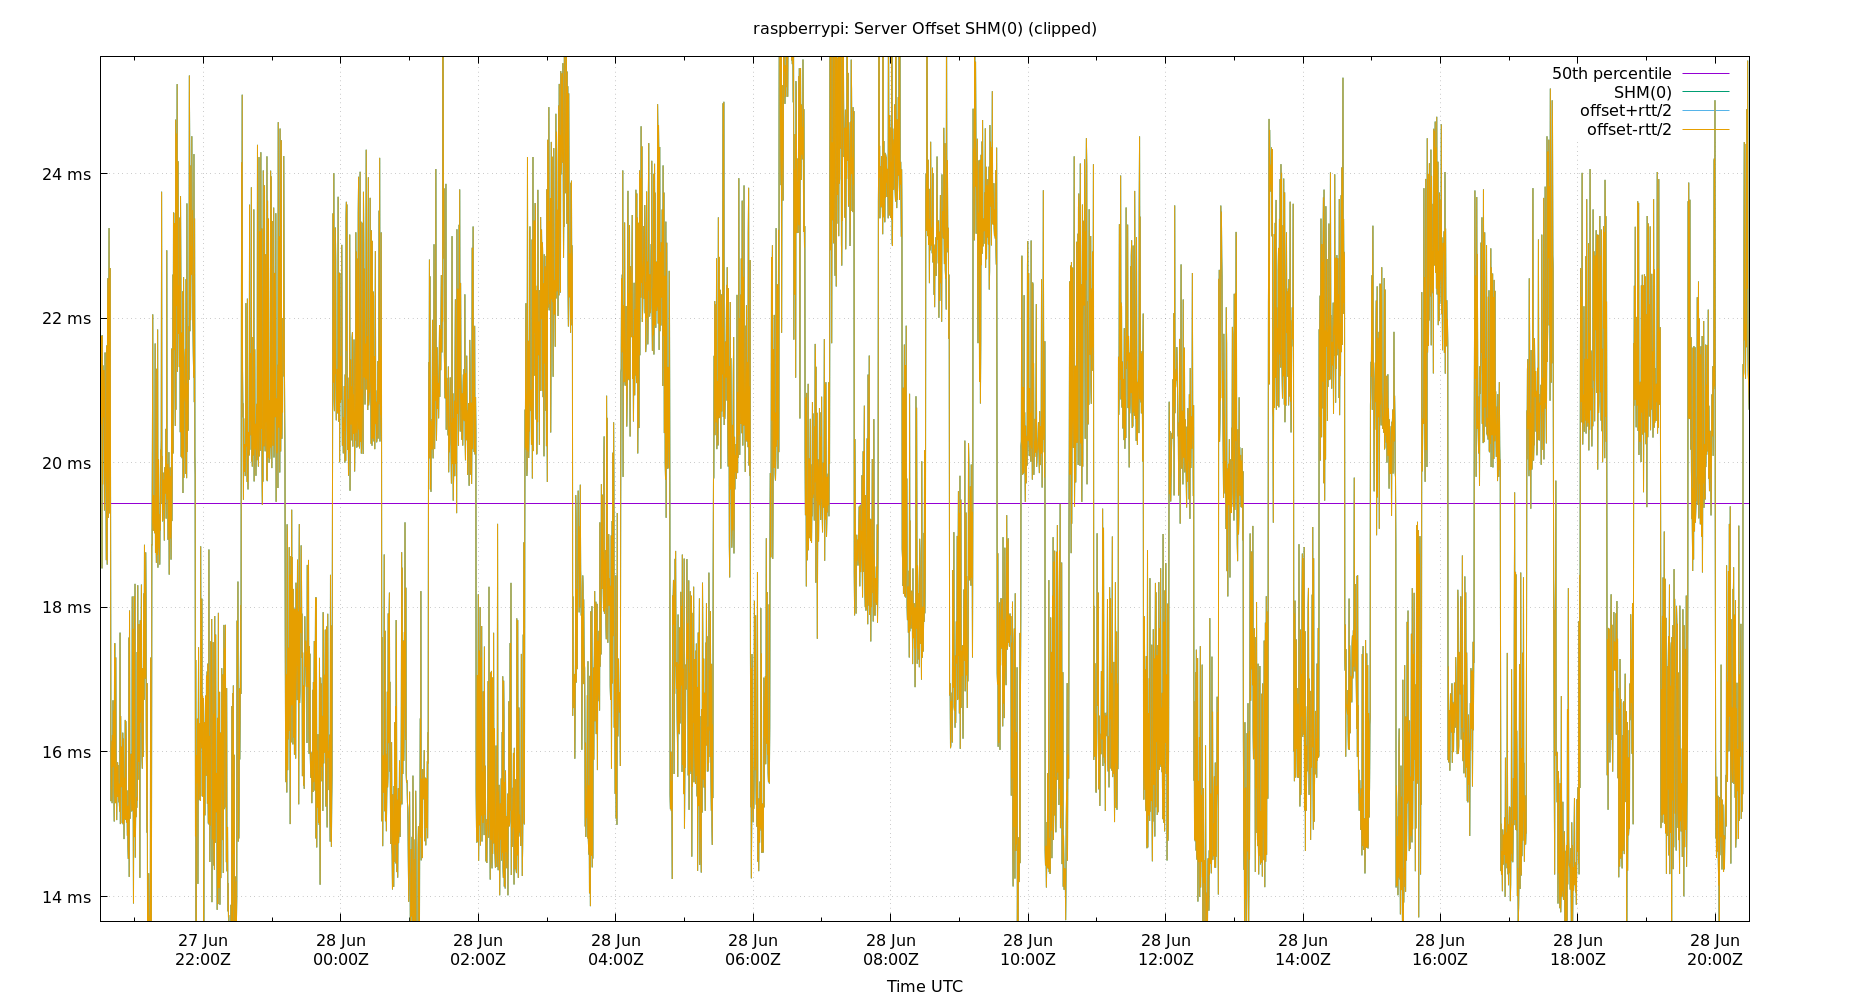 raspberrypi: Server Offset SHM(0) (clipped)
50th percentile
SHM(0)
offset+rtt/2
offset-rtt/2
24 ms
22 ms
20 ms
18 ms
16 ms
14 ms
27 Jun 28 Jun 28 Jun 28 Jun 28 Jun 28 Jun 28 Jun 28 Jun 28 Jun 28 Jun 28 Jun 28 Jun
22:00Z 00:00Z 02:00Z 04:00Z 06:00Z 08:00Z 10:00Z 12:00Z 14:00Z 16:00Z 18:00Z 20:00Z
Time UTC